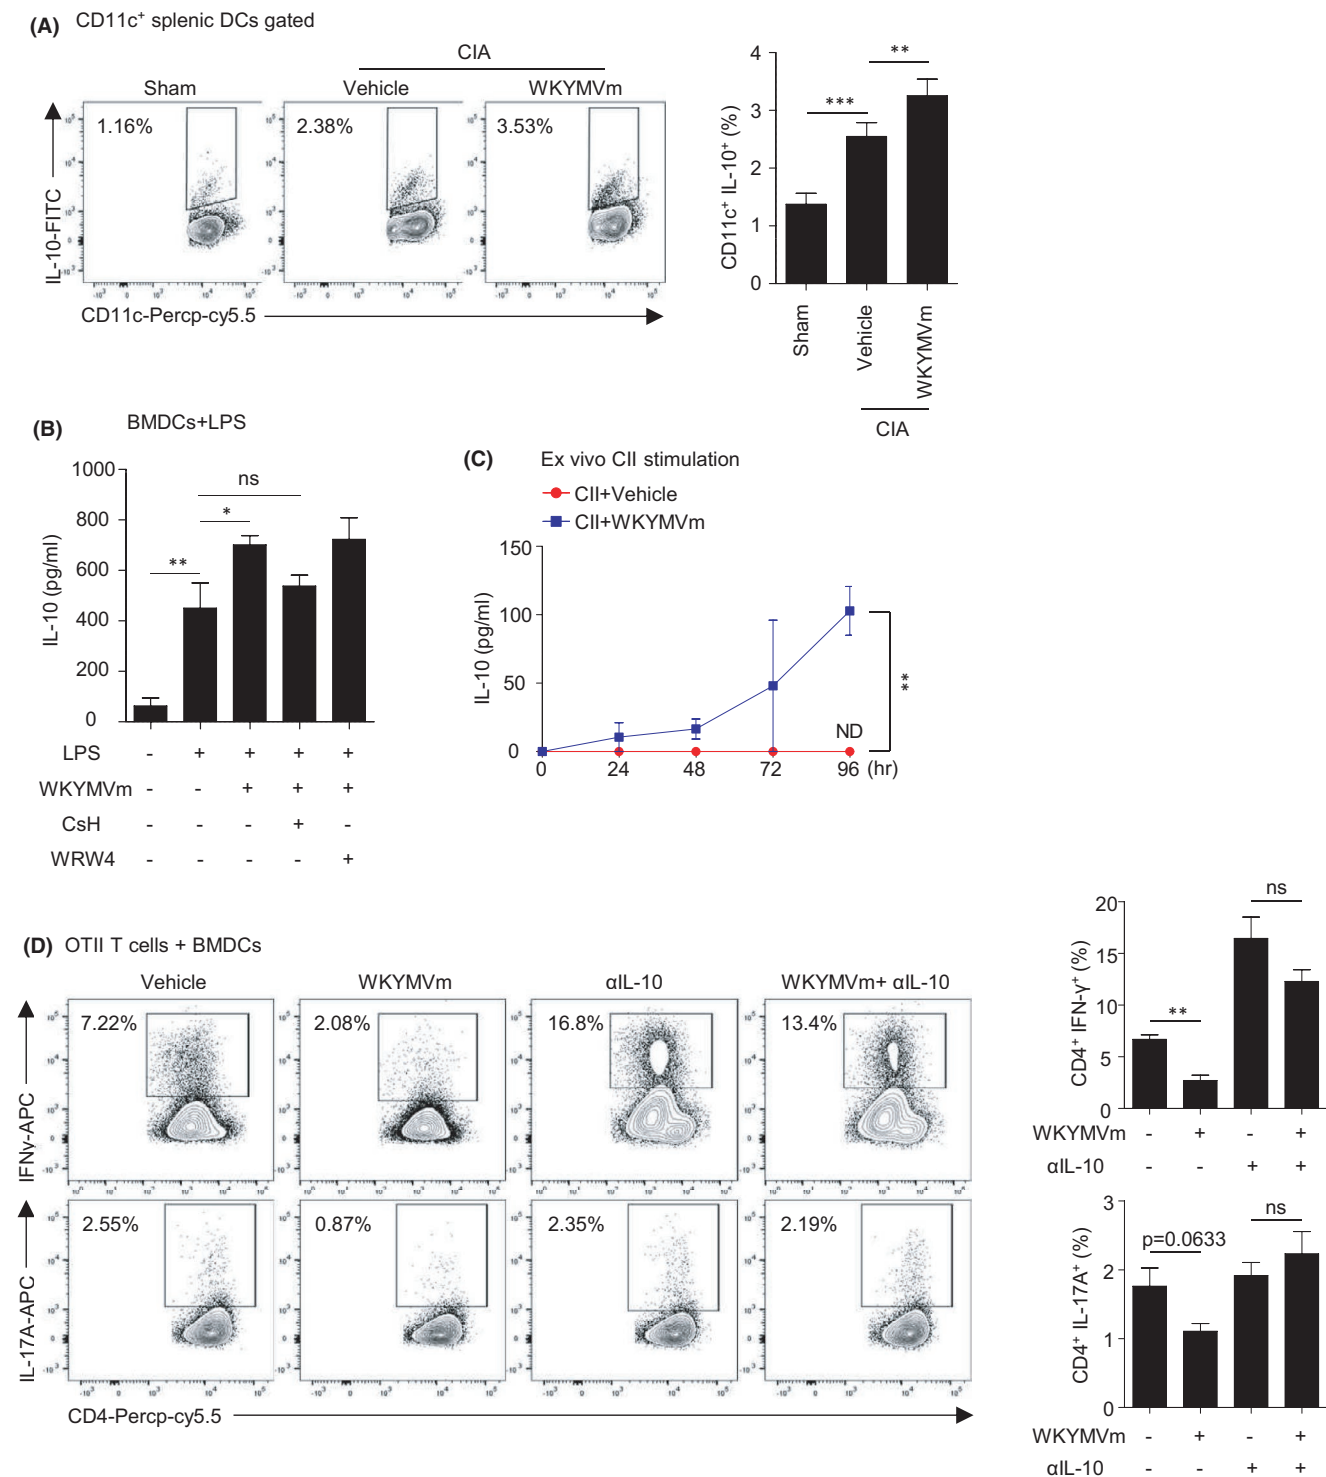 (A) CD11c⁺ splenic DCs gated
CIA
Sham Vehicle WKYMVm
1.16% 2.38% 3.53%
IL-10-FITC
CD11c-Percp-cy5.5
CD11c⁺ IL-10⁺ (%)
4
3
2
1
0
***
**
Sham
Vehicle
WKYMVm
CIA
(B) BMDCs+LPS
IL-10 (pg/ml)
1000
800
600
400
200
0
**
*
ns
LPS - + + + +
WKYMVm - - + + +
CsH - - - + -
WRW4 - - - - +
(C) Ex vivo CII stimulation
CII+Vehicle
CII+WKYMVm
IL-10 (pg/ml)
150
100
50
0
ND
**
0 24 48 72 96 (hr)
(D) OTII T cells + BMDCs
Vehicle WKYMVm αIL-10 WKYMVm+ αIL-10
7.22% 2.08% 16.8% 13.4%
IFNγ-APC
2.55% 0.87% 2.35% 2.19%
IL-17A-APC
CD4-Percp-cy5.5
CD4⁺ IFN-γ⁺ (%)
20
15
10
5
0
**
ns
WKYMVm - + - +
αIL-10 - - + +
CD4⁺ IL-17A⁺ (%)
3
2
1
0
p=0.0633
ns
WKYMVm - + - +
αIL-10 - - + +